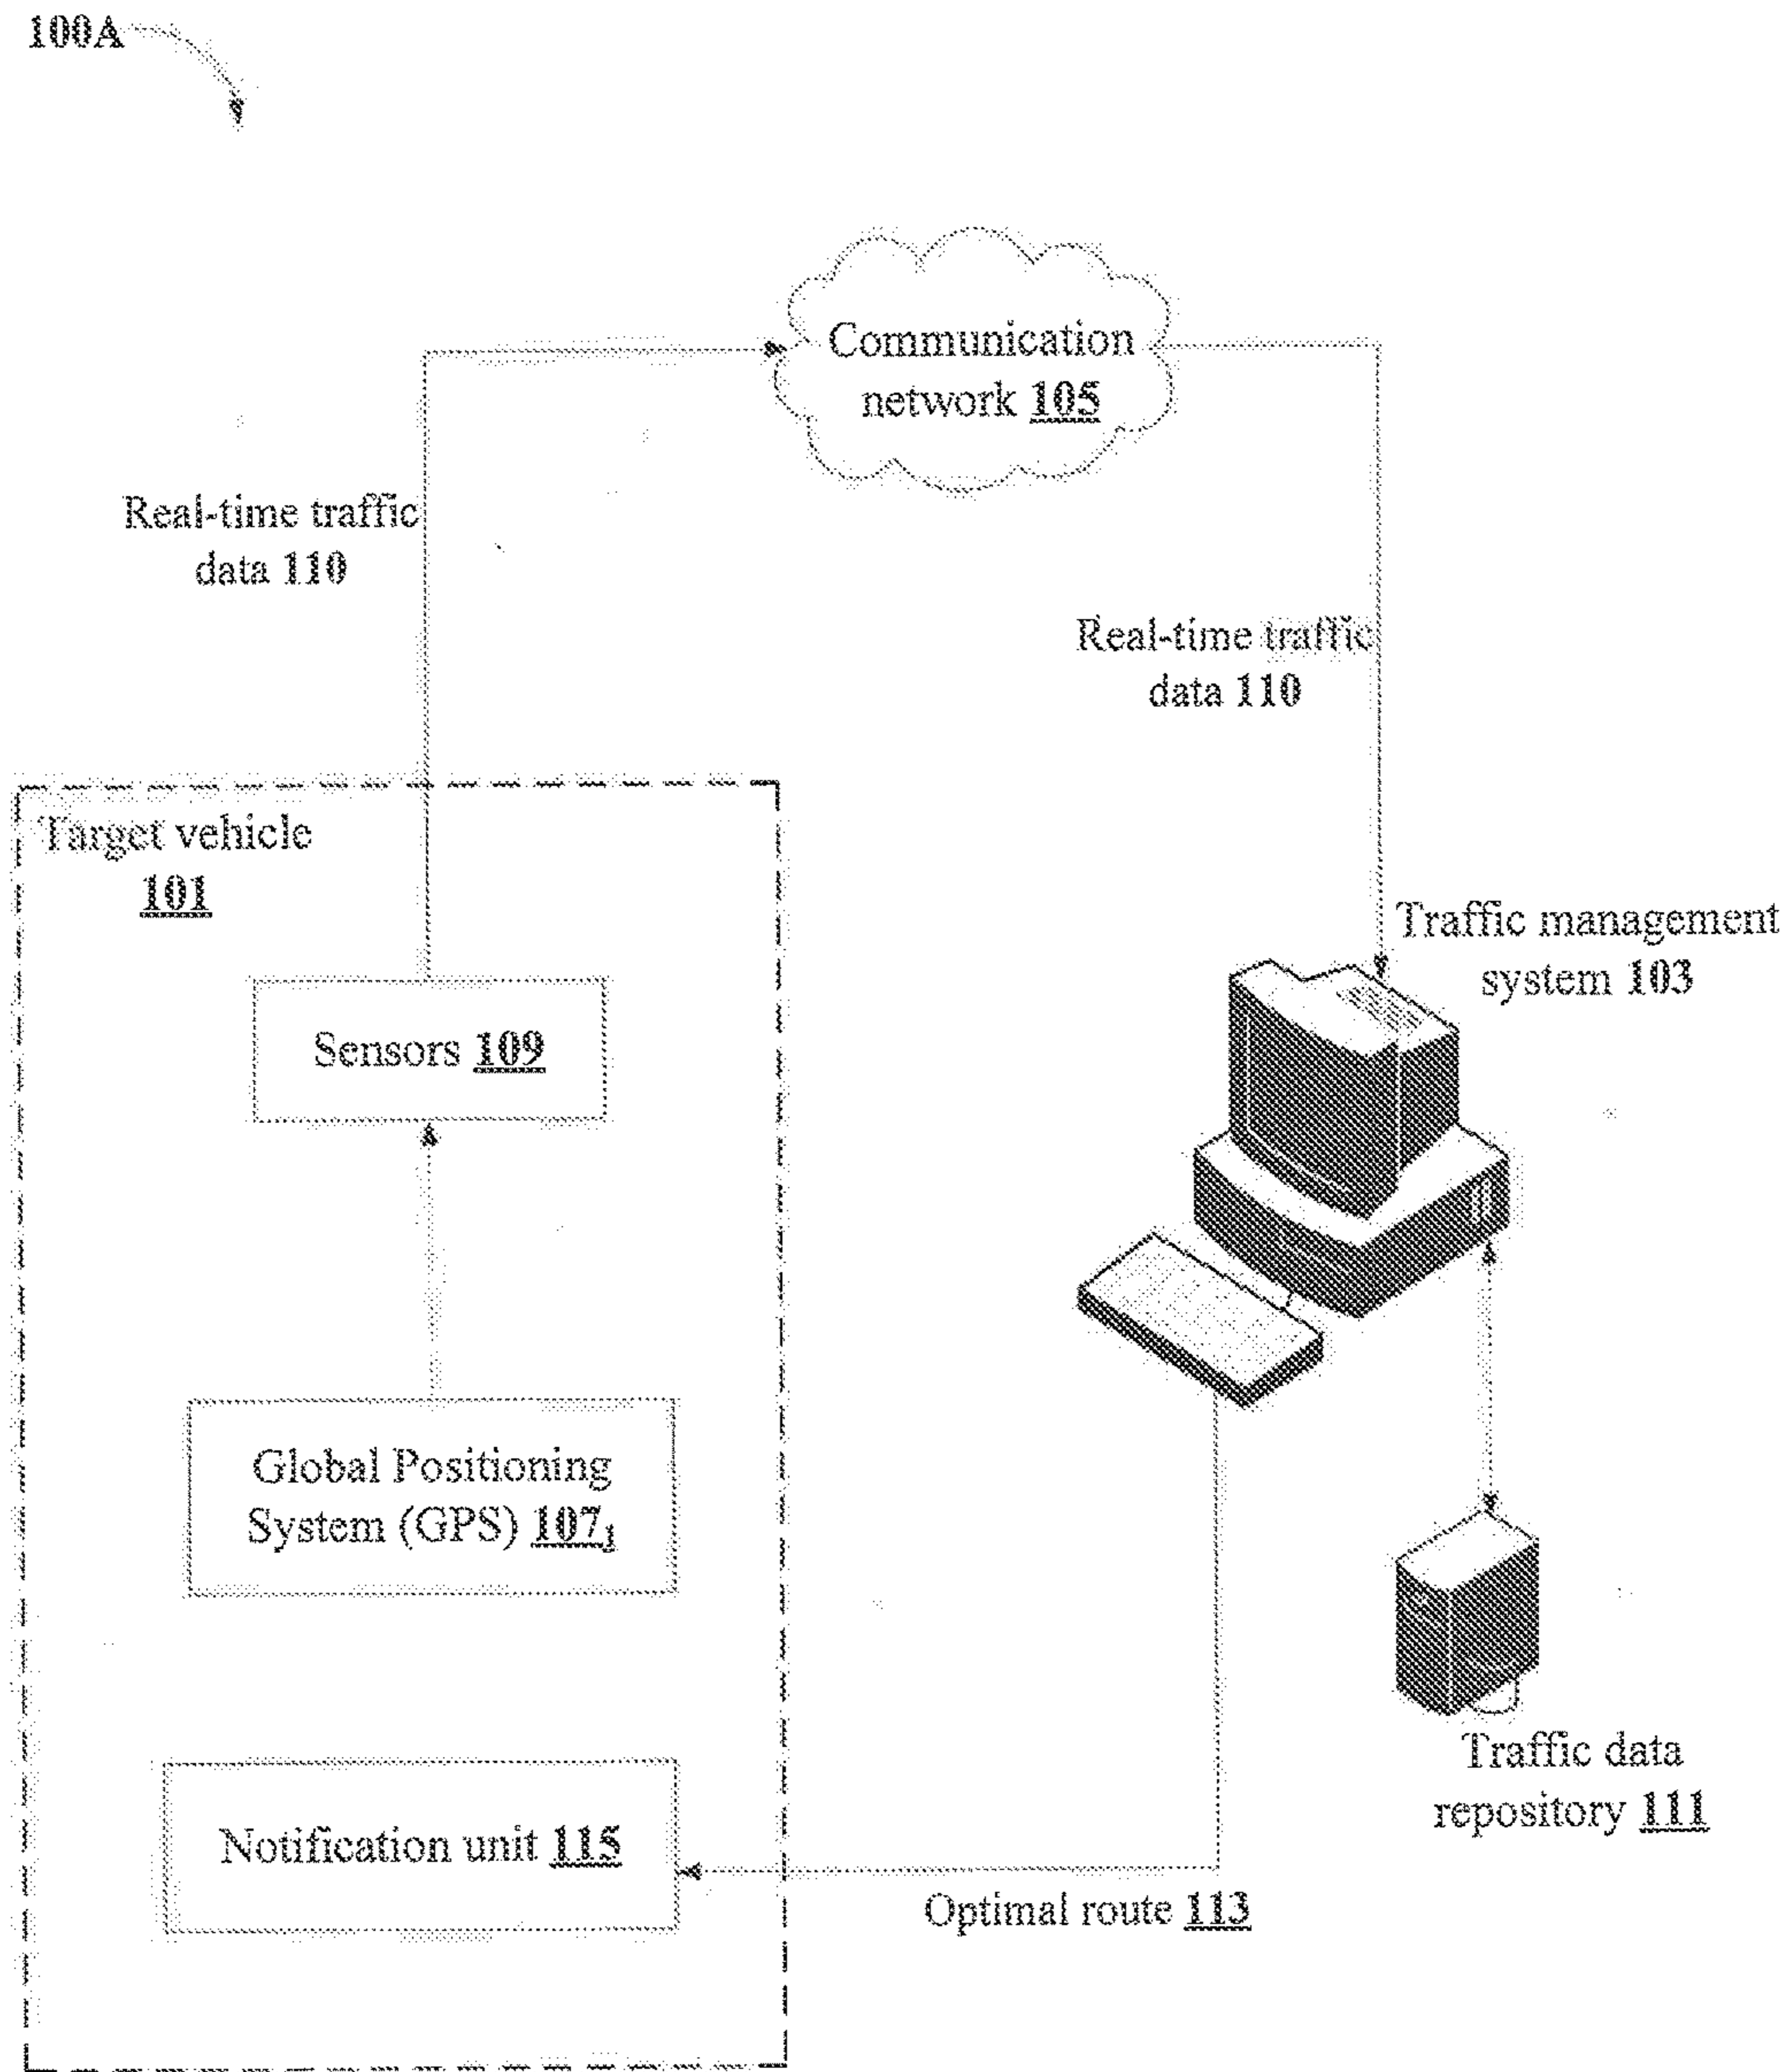 100A
Communication
network 105
Real-time traffic
data 110
Real-time traffic
data 110
Target vehicle
101
Traffic management
system 103
Sensors 109
Global Positioning
System (GPS) 107j
Traffic data
repository 111
Notification unit 115
Optimal route 113